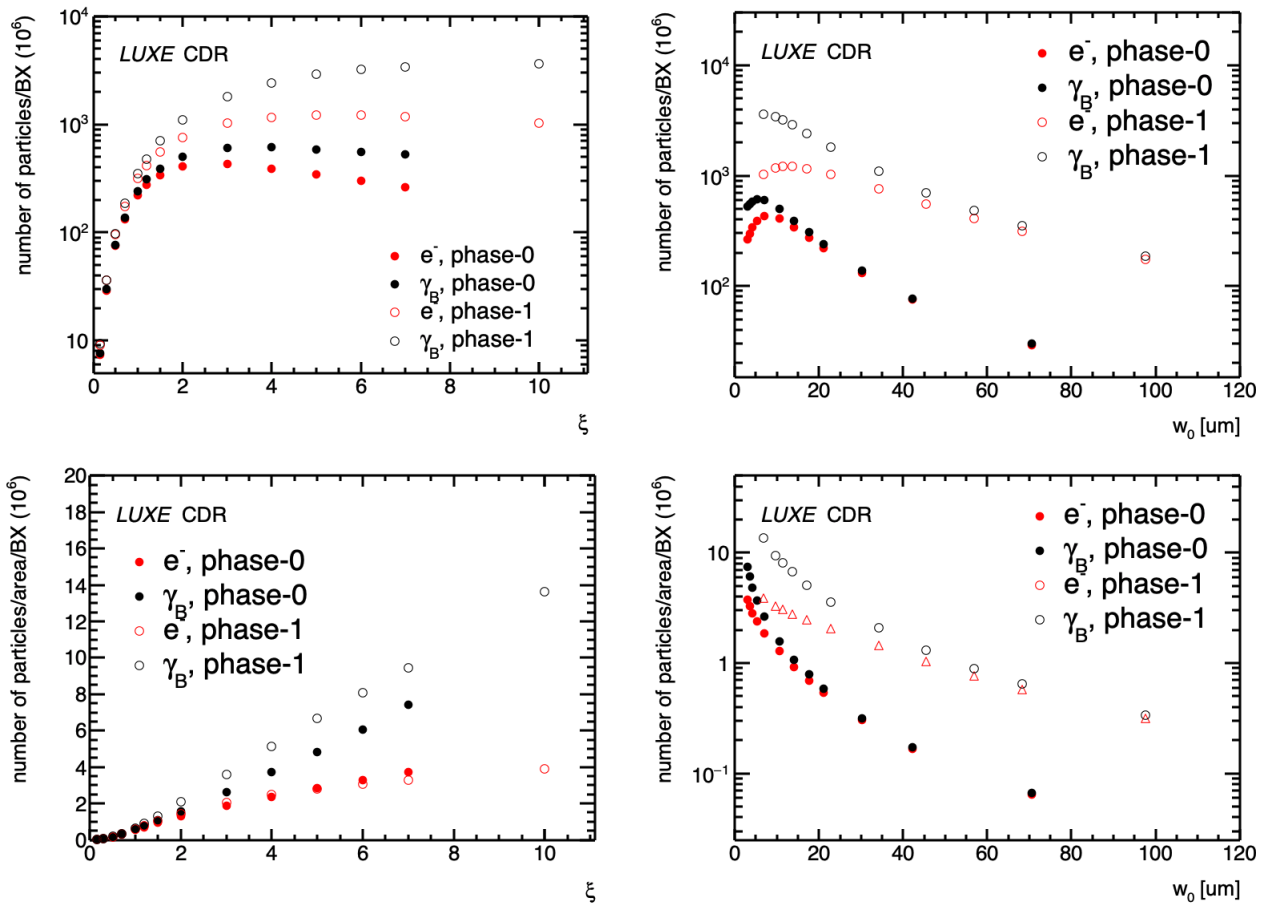 number of particles/BX (10⁶)
LUXE CDR
10⁴
10³
10²
10
e⁻, phase-0
γ_B, phase-0
e⁻, phase-1
γ_B, phase-1
0 2 4 6 8 10
ξ
number of particles/BX (10⁶)
LUXE CDR
e⁻, phase-0
γ_B, phase-0
e⁻, phase-1
γ_B, phase-1
10⁴
10³
10²
0 20 40 60 80 100 120
w₀ [um]
number of particles/area/BX (10⁶)
20
18
16
14
12
10
8
6
4
2
0
LUXE CDR
e⁻, phase-0
γ_B, phase-0
e⁻, phase-1
γ_B, phase-1
0 2 4 6 8 10
ξ
number of particles/area/BX (10⁶)
LUXE CDR
e⁻, phase-0
γ_B, phase-0
e⁻, phase-1
γ_B, phase-1
10
1
10⁻¹
0 20 40 60 80 100 120
w₀ [um]